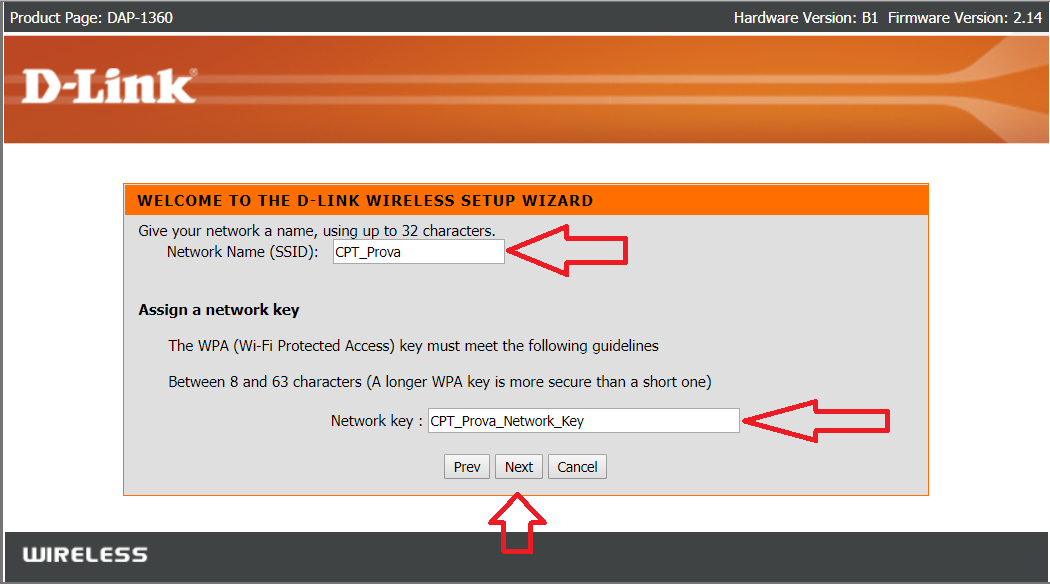 Product Page: DAP-1360 Hardware Version: B1 Firmware Version: 2.14
D-Link®
WELCOME TO THE D-LINK WIRELESS SETUP WIZARD
Give your network a name, using up to 32 characters.
Network Name (SSID): CPT_Prova
Assign a network key
The WPA (Wi-Fi Protected Access) key must meet the following guidelines
Between 8 and 63 characters (A longer WPA key is more secure than a short one)
Network key : CPT_Prova_Network_Key
Prev Next Cancel
WIRELESS